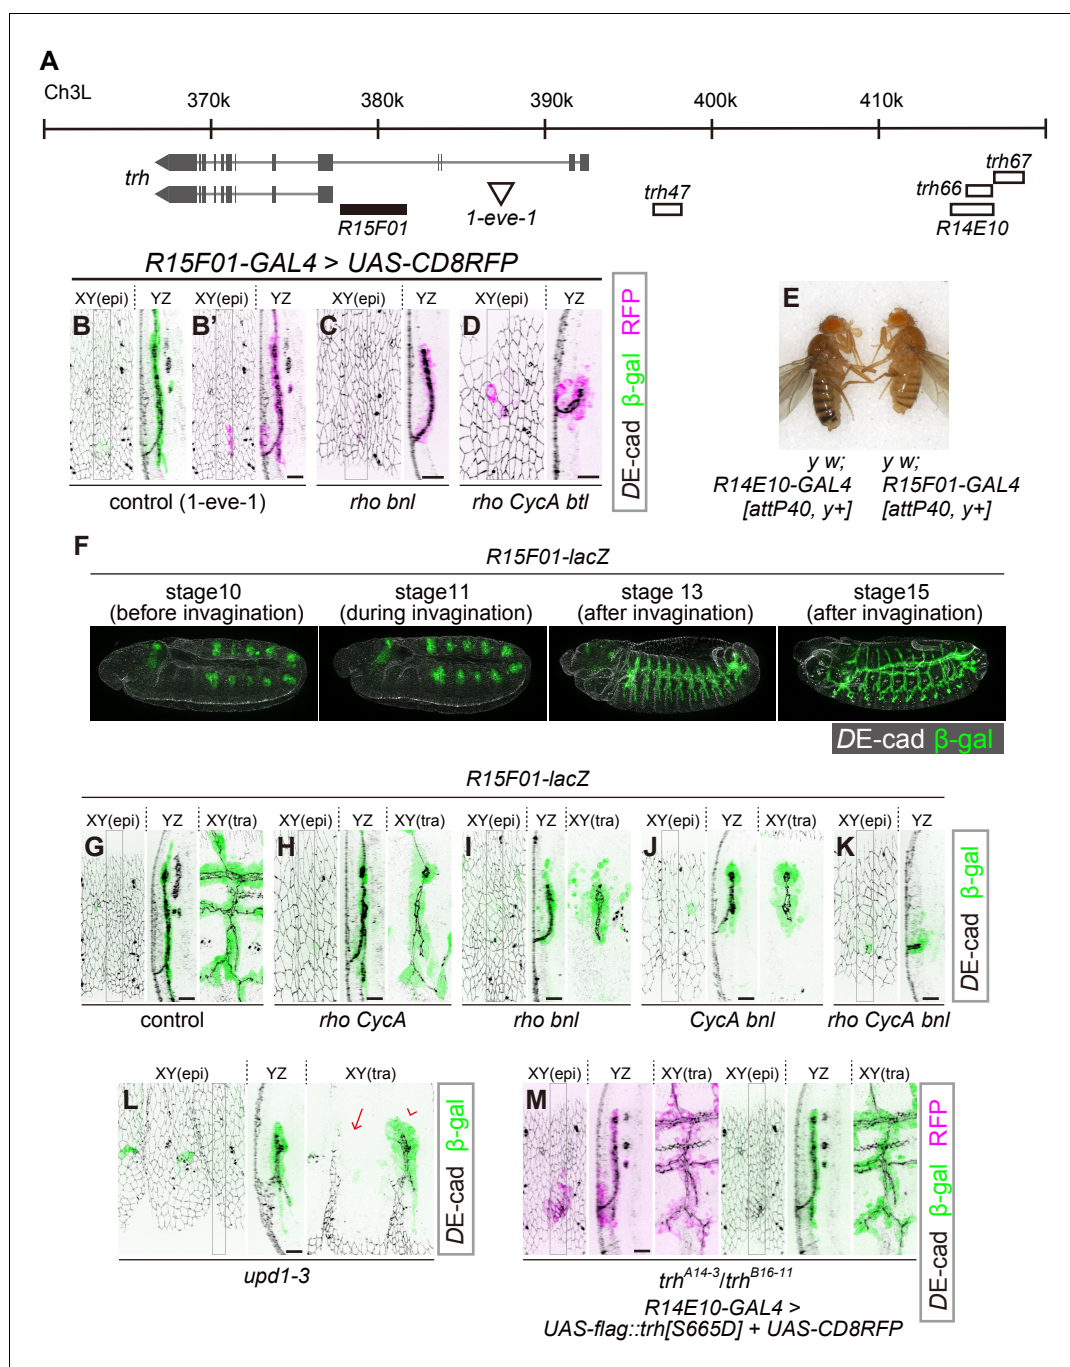 A
Ch3L
370k 380k 390k 400k 410k
trh
R15F01
1-eve-1
trh47
trh66
trh67
R14E10
R15F01-GAL4 > UAS-CD8RFP
XY(epi) YZ XY(epi) YZ XY(epi) YZ XY(epi) YZ
B B' C D
control (1-eve-1) rho bnl rho CycA btl
DE-cad β-gal RFP
E
y w; y w;
R14E10-GAL4 R15F01-GAL4
[attP40, y+] [attP40, y+]
F
R15F01-lacZ
stage10 stage11 stage 13 stage15
(before invagination) (during invagination) (after invagination) (after invagination)
DE-cad β-gal
R15F01-lacZ
XY(epi) YZ XY(tra) XY(epi) YZ XY(tra) XY(epi) YZ XY(tra) XY(epi) YZ XY(tra) XY(epi) YZ
G H I J K
control rho CycA rho bnl CycA bnl rho CycA bnl
DE-cad β-gal
XY(epi) YZ XY(tra)
L
upd1-3
DE-cad β-gal
XY(epi) YZ XY(tra) XY(epi) YZ XY(tra)
M
trh^A14-3/trh^B16-11
R14E10-GAL4 >
UAS-flag::trh[S665D] + UAS-CD8RFP
DE-cad β-gal RFP